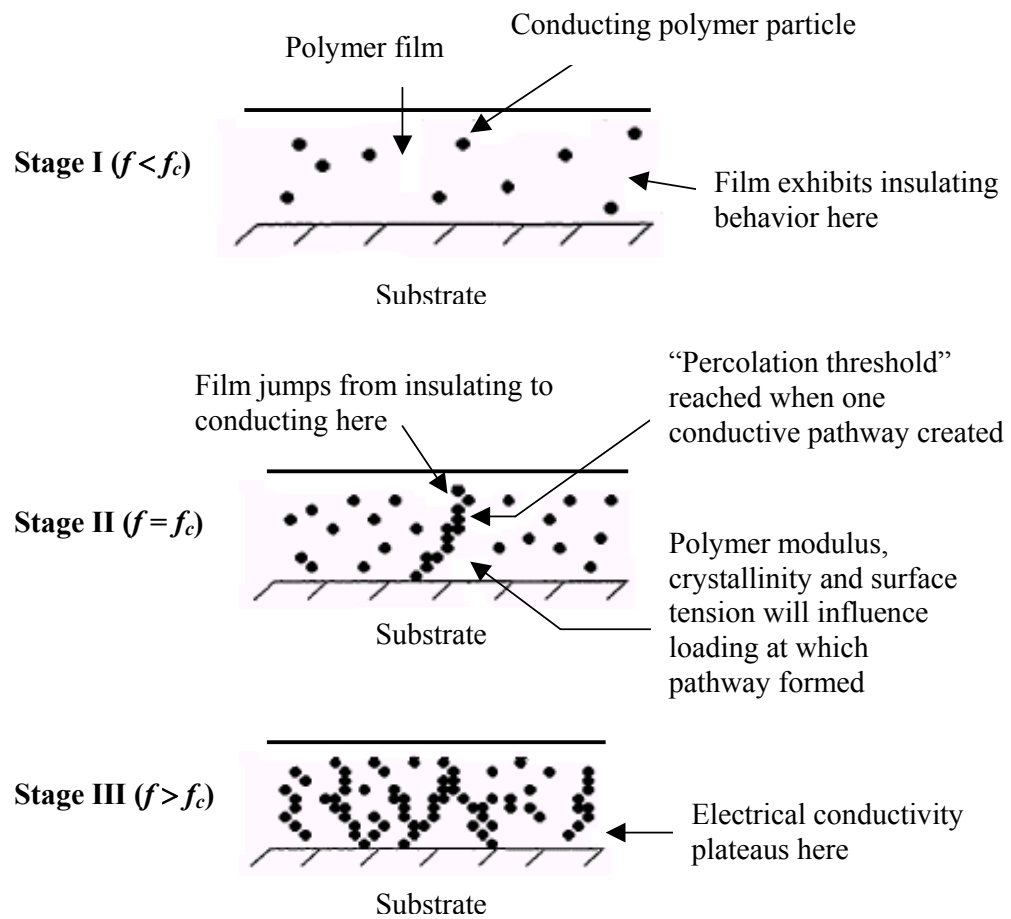 Conducting polymer particle
Polymer film
Stage I (f < fc)
Film exhibits insulating
behavior here
Substrate
“Percolation threshold”
reached when one
conductive pathway created
Film jumps from insulating to
conducting here
Stage II (f = fc)
Polymer modulus,
crystallinity and surface
tension will influence
loading at which
pathway formed
Substrate
Stage III (f > fc)
Electrical conductivity
plateaus here
Substrate